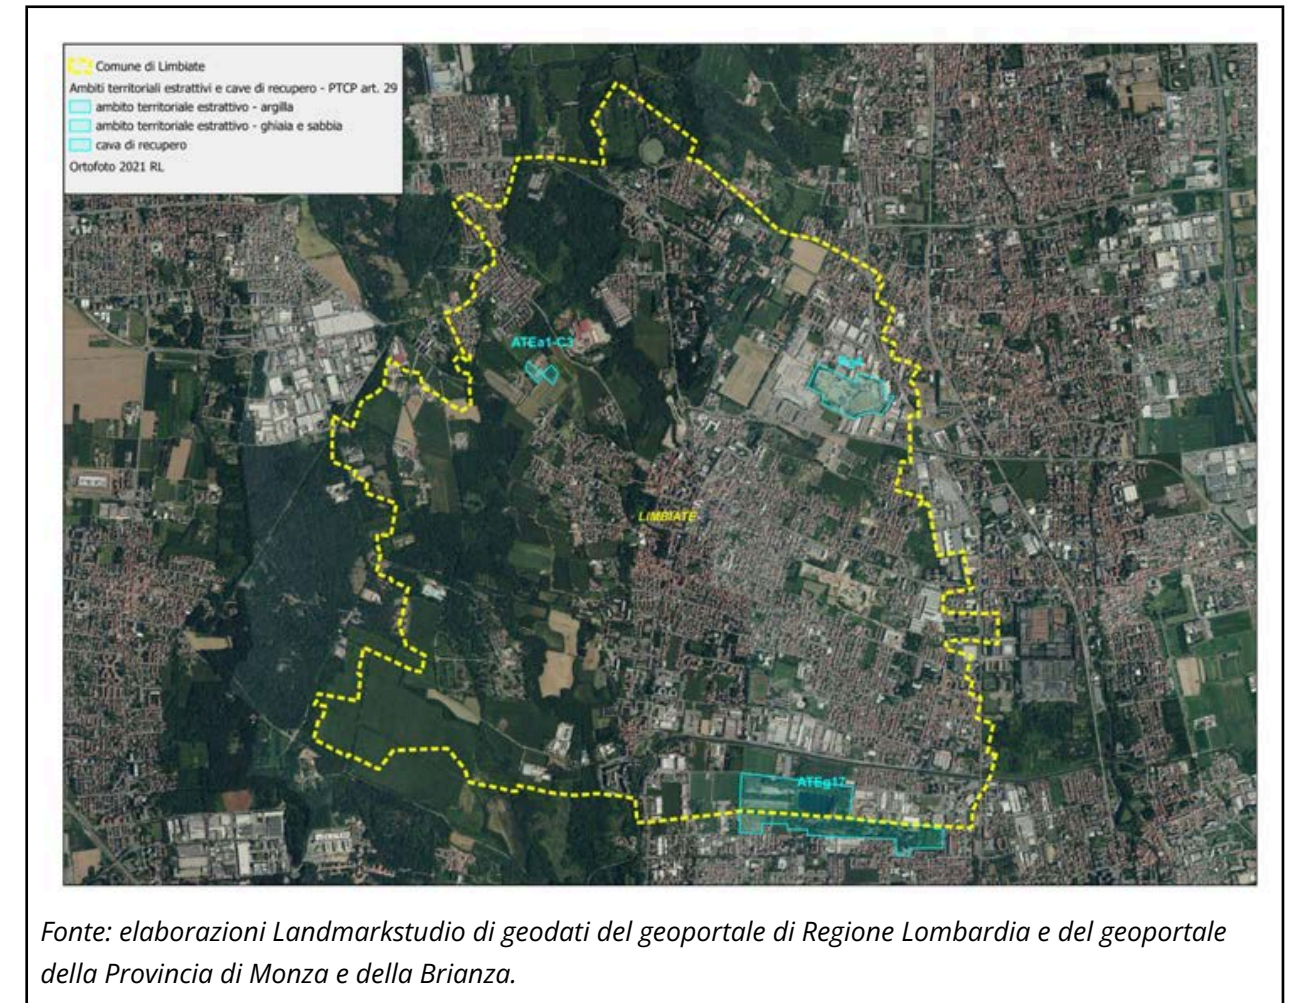 Comune di Limbiate
Ambiti territoriali estrattivi e cave di recupero - PTCP art. 29
ambito territoriale estrattivo - argilla
ambito territoriale estrattivo - ghiaia e sabbia
cava di recupero
Ortofoto 2021 RL
ATEa1-C3
LIMBIATE
ATEg17
Fonte: elaborazioni Landmarkstudio di geodati del geoportale di Regione Lombardia e del geoportale
della Provincia di Monza e della Brianza.